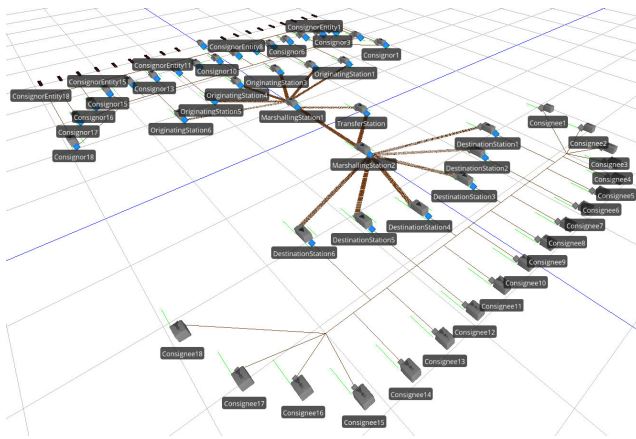 ConsignorEntity1
ConsignorEntity8
Consignor3
Consignor6
Consignor1
ConsignorEntity11
Consignor10
OriginatingStation1
ConsignorEntity15
Consignor13
OriginatingStation3
ConsignorEntity18
OriginatingStation4
Consignor15
OriginatingStation5
Consignor16
MarshallingStation1
TransferStation
Consignor17
OriginatingStation6
Consignor18
Consignee1
DestinationStation1
Consignee2
MarshallingStation2
DestinationStation2
Consignee3
Consignee4
DestinationStation3
Consignee5
Consignee6
DestinationStation4
Consignee7
DestinationStation5
Consignee8
DestinationStation6
Consignee9
Consignee10
Consignee11
Consignee12
Consignee18
Consignee13
Consignee14
Consignee17
Consignee16
Consignee15